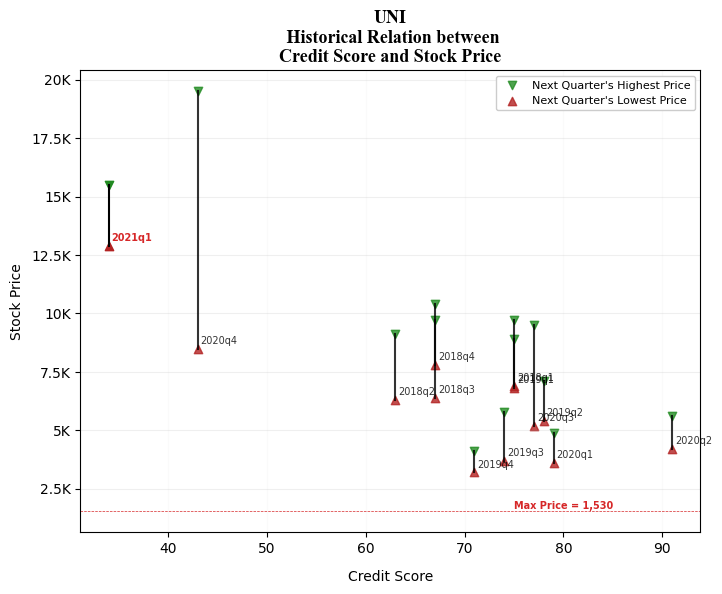 UNI
Historical Relation between
Credit Score and Stock Price
Next Quarter's Highest Price
Next Quarter's Lowest Price
20K
17.5K
15K
12.5K
10K
7.5K
5K
2.5K
Stock Price
2021q1
2020q4
2018q4
2018q2
2018q3
2018q1
2019q1
2019q2
2020q3
2019q3
2019q4
2020q1
2020q2
Max Price = 1,530
40
50
60
70
80
90
Credit Score